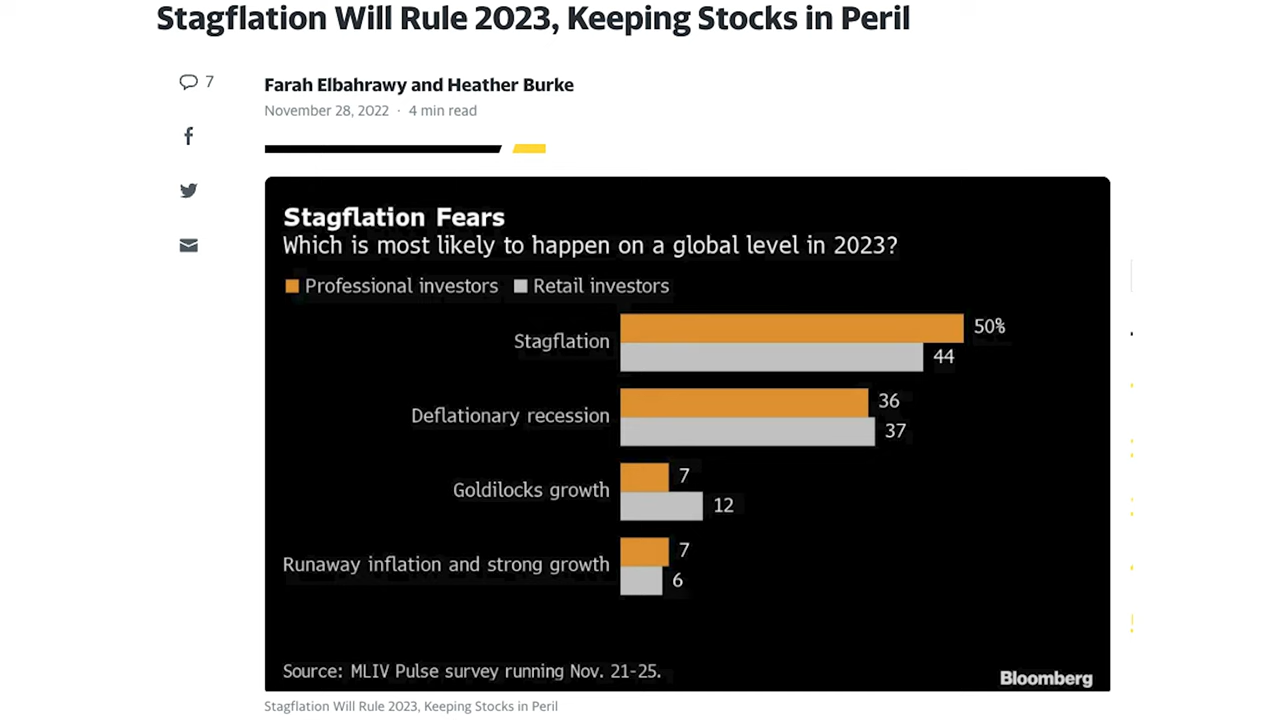 Stagflation Will Rule 2023, Keeping Stocks in Peril
7
Farah Elbahrawy and Heather Burke
November 28, 2022 · 4 min read
Stagflation Fears
Which is most likely to happen on a global level in 2023?
Professional investors Retail investors
Stagflation 50%
44
Deflationary recession 36
37
Goldilocks growth 7
12
Runaway inflation and strong growth 7
6
Source: MLIV Pulse survey running Nov. 21-25.
Bloomberg
Stagflation Will Rule 2023, Keeping Stocks in Peril